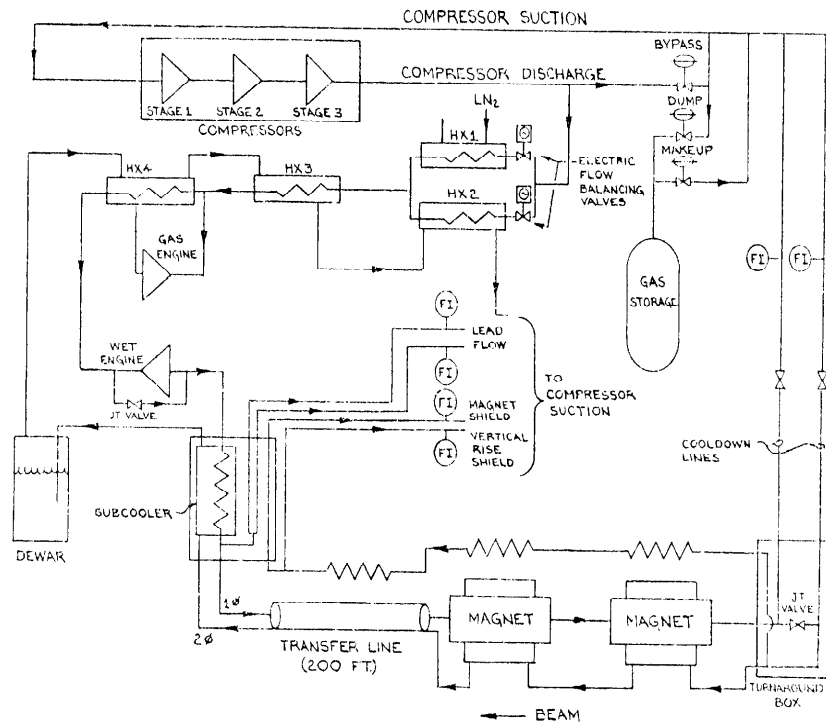 COMPRESSOR SUCTION
BYPASS
COMPRESSOR DISCHARGE
STAGE 1
STAGE 2
STAGE 3
COMPRESSORS
LN2
DUMP
MAKEUP
HX1
HX2
HX3
HX4
ELECTRIC
FLOW
BALANCING
VALVES
GAS
ENGINE
FI
FI
GAS
STORAGE
FI
LEAD
FLOW
FI
WET
ENGINE
JT VALVE
TO
COMPRESSOR
SUCTION
FI
MAGNET
SHIELD
VERTICAL
RISE
SHIELD
FI
COOLDOWN
LINES
SUBCOOLER
DEWAR
1Ø
2Ø
TRANSFER LINE
(200 FT.)
MAGNET
MAGNET
JT
VALVE
TURNAROUND
BOX
BEAM